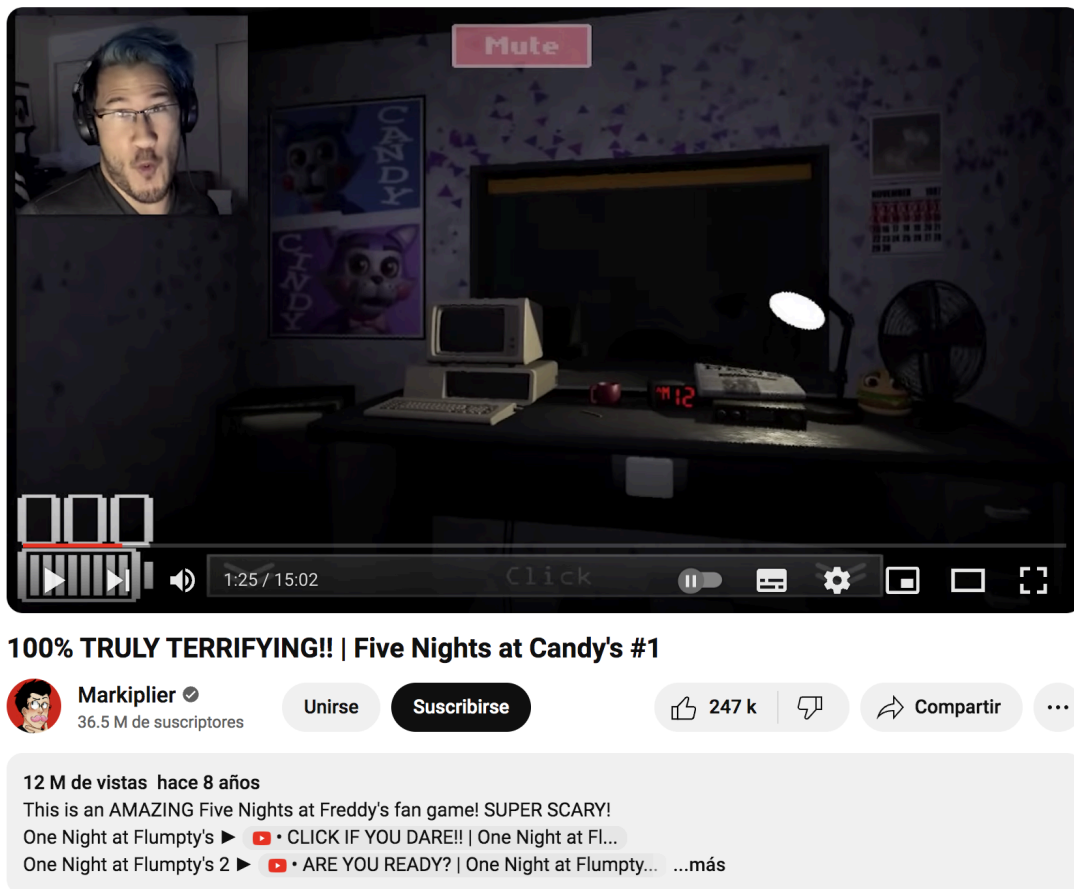 Mute
CANDY
CINDY
NOVEMBER
NEWS
AM 12
1:25 / 15:02
Click
100% TRULY TERRIFYING!! | Five Nights at Candy's #1
Markiplier
36.5 M de suscriptores
Unirse
Suscribirse
247 k
Compartir
12 M de vistas hace 8 años
This is an AMAZING Five Nights at Freddy's fan game! SUPER SCARY!
One Night at Flumpty's ► • CLICK IF YOU DARE!! | One Night at Fl...
One Night at Flumpty's 2 ► • ARE YOU READY? | One Night at Flumpty... ...más